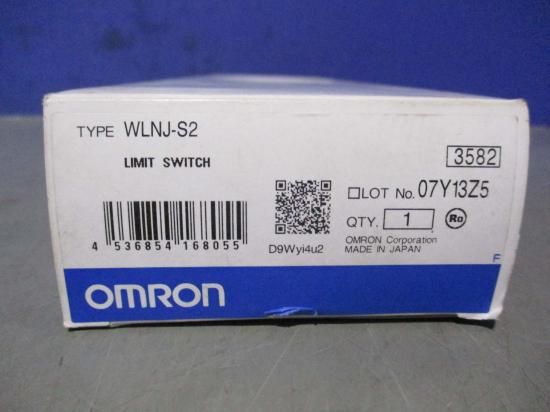 TYPE WLNJ-S2
LIMIT SWITCH
3582
LOT No. 07Y13Z5
QTY. 1 Ro
4 536854 168055
D9Wyi4u2
OMRON Corporation
MADE IN JAPAN
F
OMRON